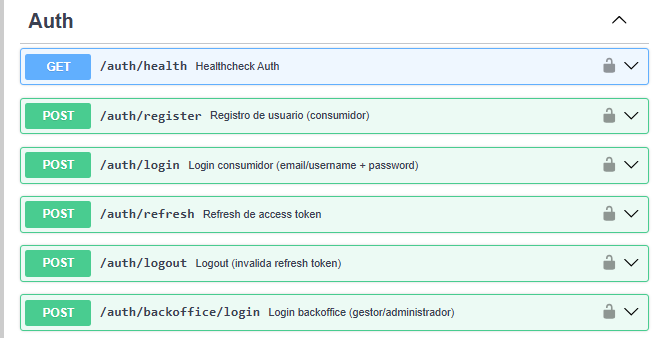 Auth
GET /auth/health Healthcheck Auth
POST /auth/register Registro de usuario (consumidor)
POST /auth/login Login consumidor (email/username + password)
POST /auth/refresh Refresh de access token
POST /auth/logout Logout (invalida refresh token)
POST /auth/backoffice/login Login backoffice (gestor/administrador)